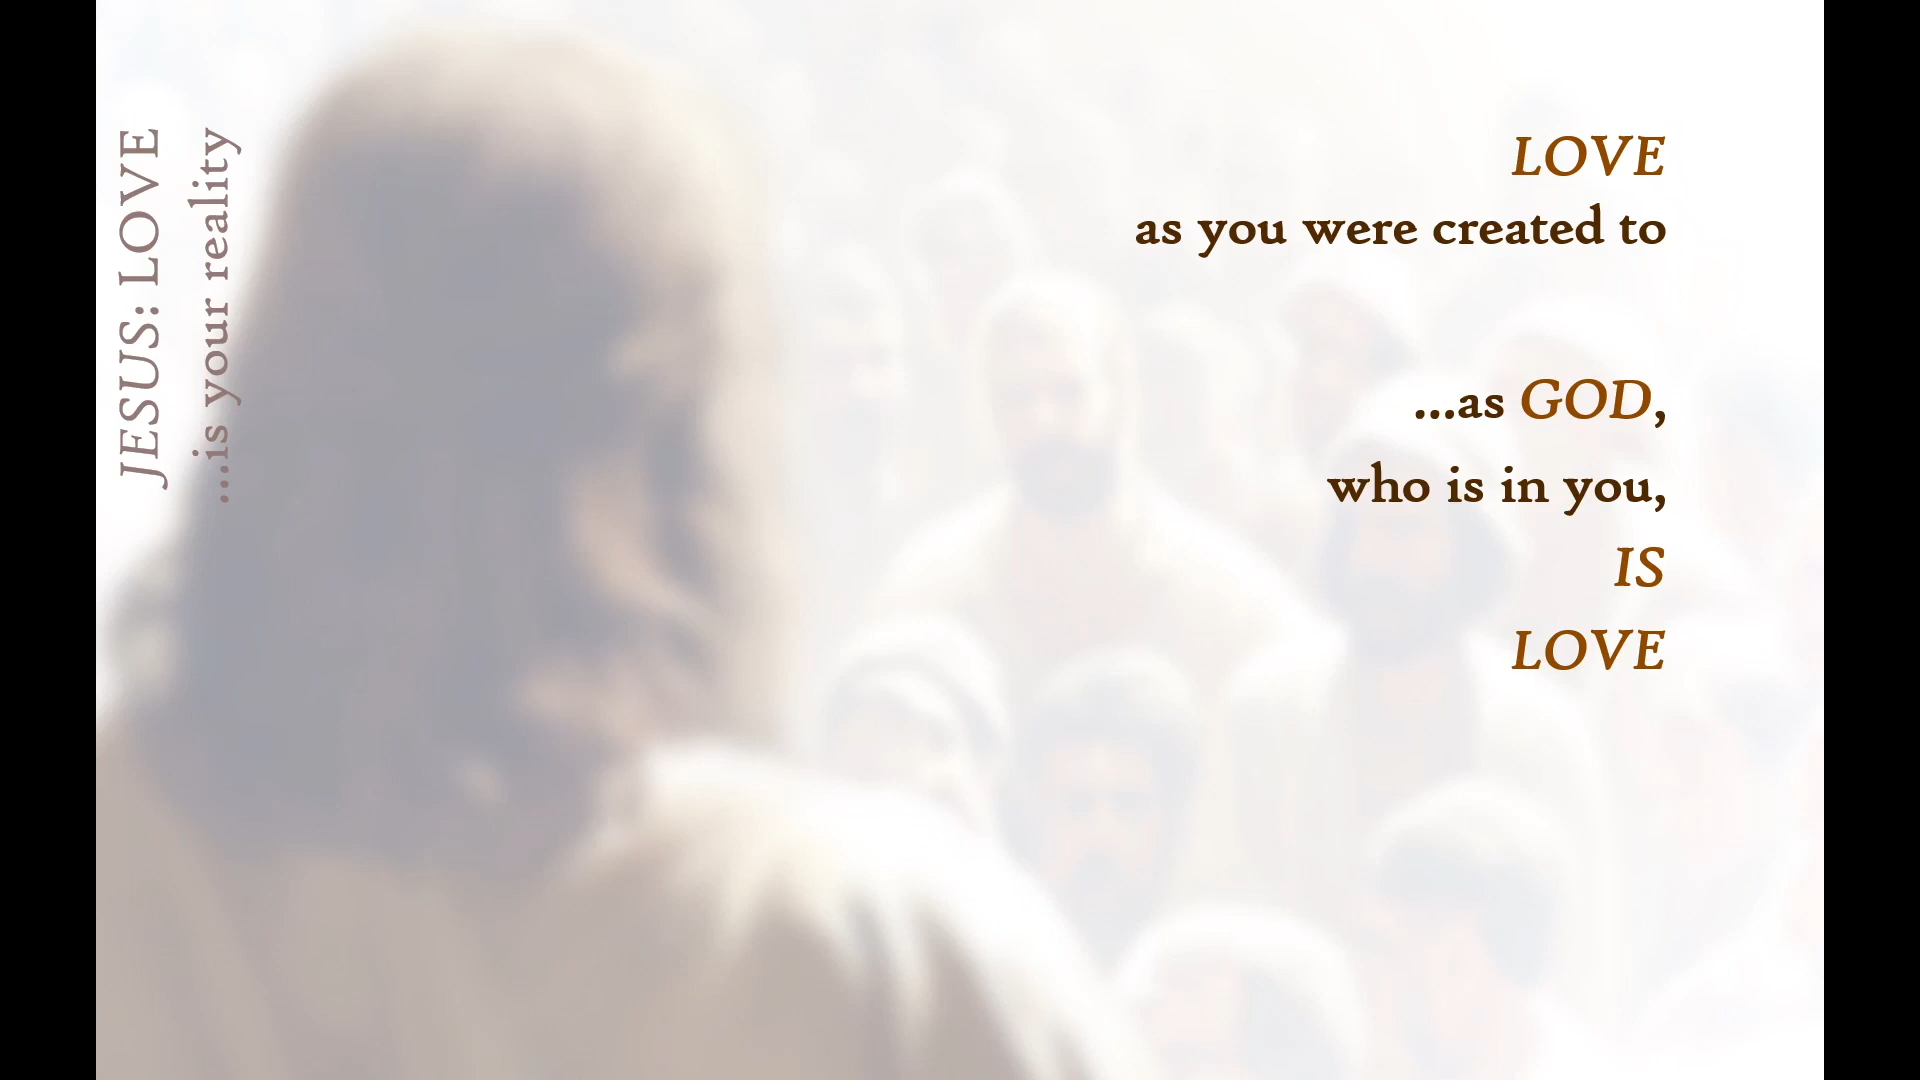 JESUS: LOVE
...is your reality
LOVE
as you were created to
...as GOD,
who is in you,
IS
LOVE